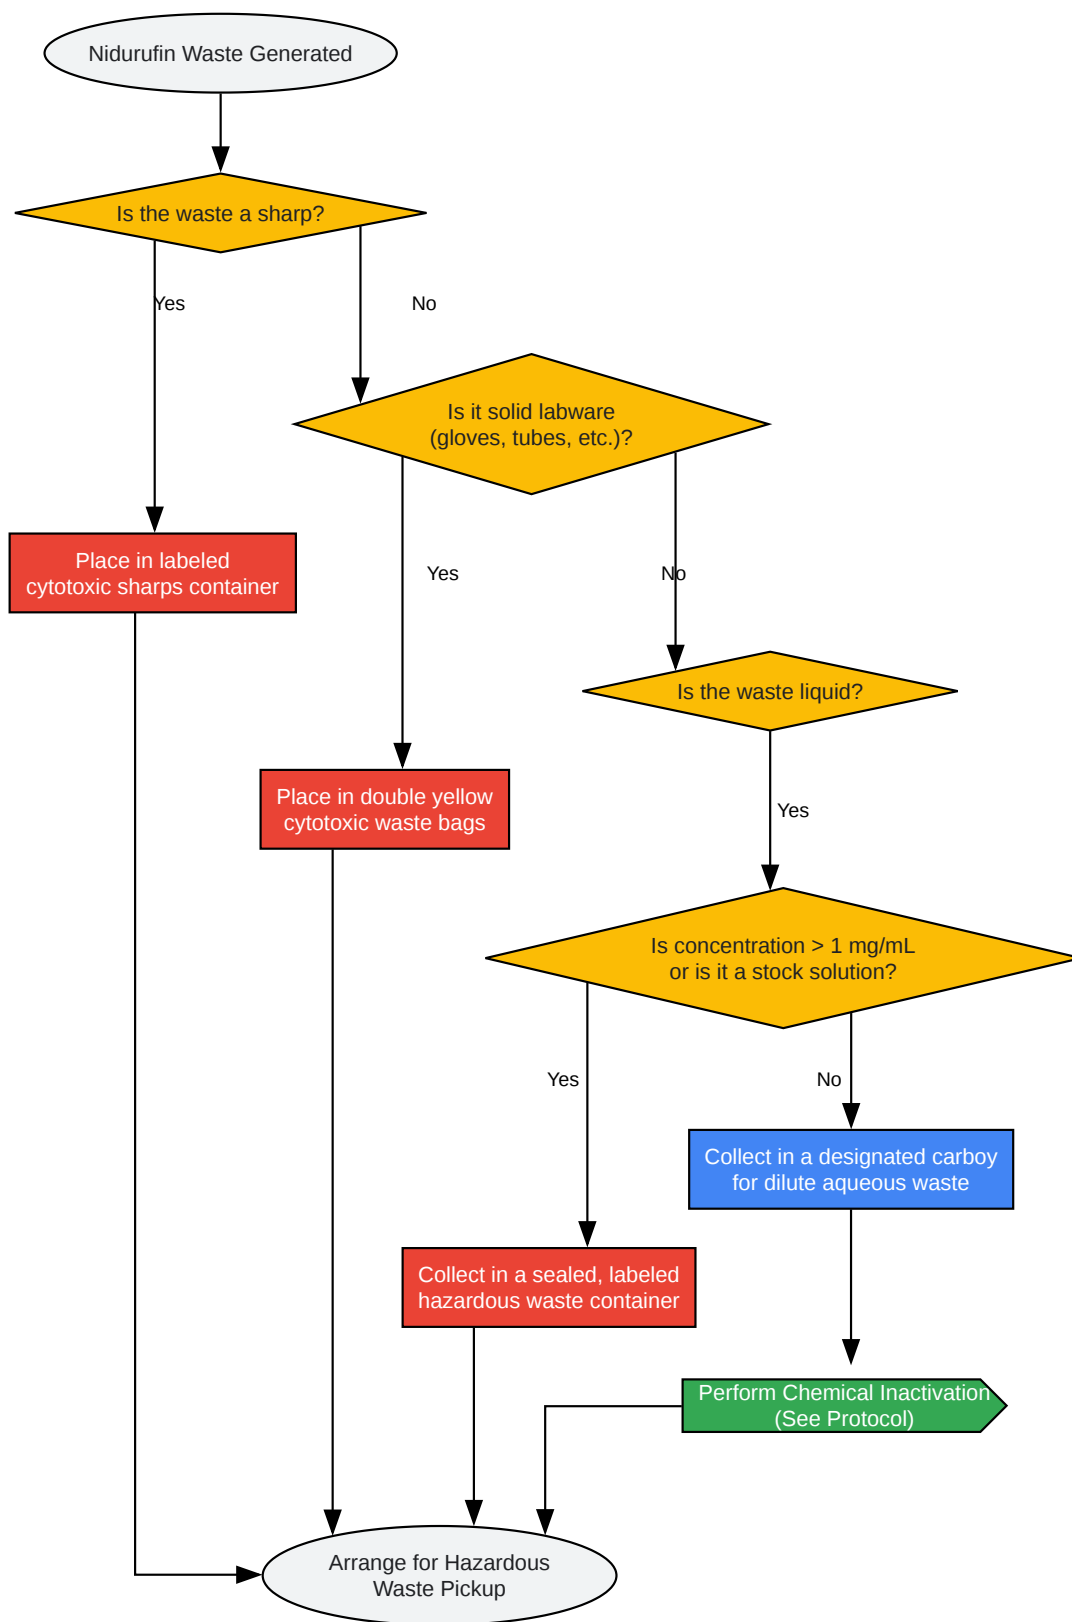 Nidurufin Waste Generated
Is the waste a sharp?
Yes
No
Is it solid labware
(gloves, tubes, etc.)?
Place in labeled
cytotoxic sharps container
Yes
No
Is the waste liquid?
Place in double yellow
cytotoxic waste bags
Yes
Is concentration > 1 mg/mL
or is it a stock solution?
Yes
No
Collect in a designated carboy
for dilute aqueous waste
Collect in a sealed, labeled
hazardous waste container
Perform Chemical Inactivation
(See Protocol)
Arrange for Hazardous
Waste Pickup